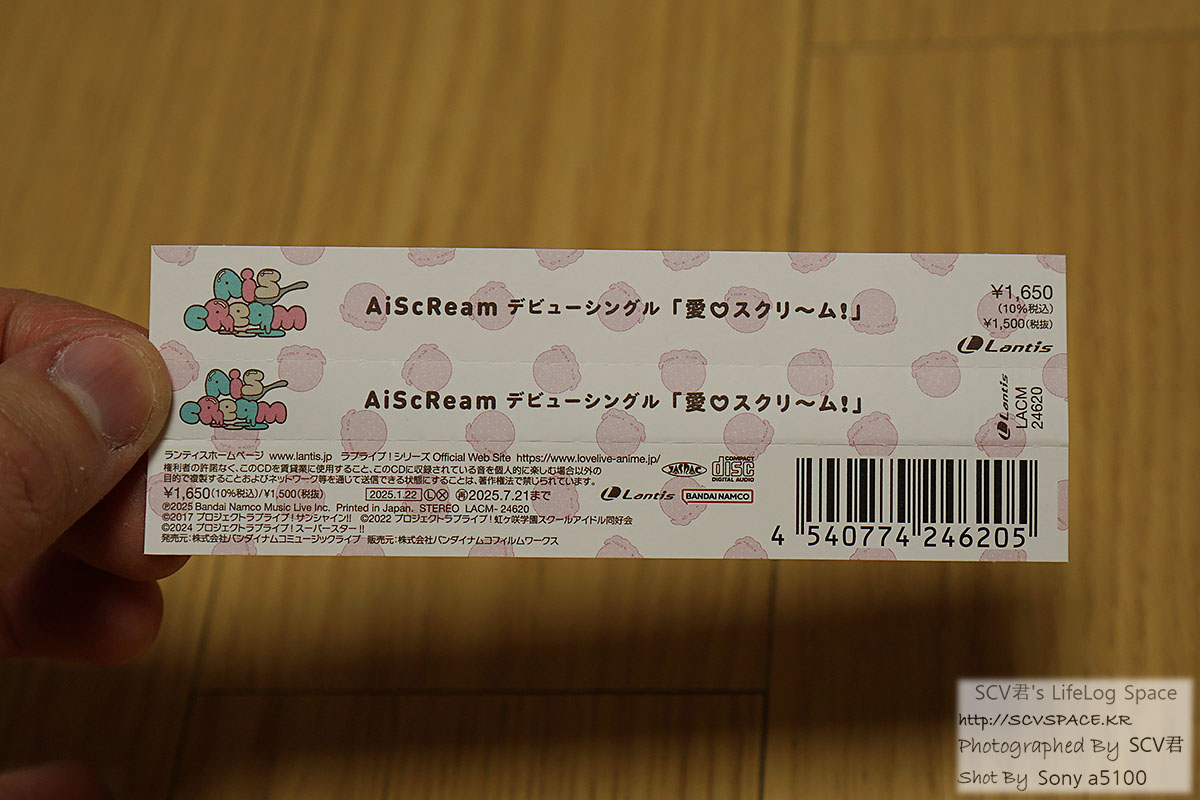 AiS CREAM
AiScReam デビューシングル「愛♡スクリ～ム!」
¥1,650
(10%税込)
¥1,500(税抜)
Lantis
AiS CREAM
AiScReam デビューシングル「愛♡スクリ～ム!」
Lantis
LACM
24620
ランティスホームページ www.lantis.jp ラブライブ!シリーズ Official Web Site https://www.lovelive-anime.jp/
権利者の許諾なく、このCDを賃貸業に使用すること、このCDに収録されている音を個人的に楽しむ場合以外の
目的で複製することおよびネットワーク等を通じて送信できる状態にすることは、著作権法で禁じられています。
¥1,650(10%税込)/¥1,500(税抜) 2025.1.22 Ⓛⓧ 再2025.7.21まで
℗2025 Bandai Namco Music Live Inc. Printed in Japan. STEREO LACM- 24620
©2017 プロジェクトラブライブ!サンシャイン!! ©2022 プロジェクトラブライブ!虹ヶ咲学園スクールアイドル同好会
©2024 プロジェクトラブライブ!スーパースター!!
発売元:株式会社バンダイナムコミュージックライブ 販売元:株式会社バンダイナムコフィルムワークス
JASRAC COMPACT disc DIGITAL AUDIO
Lantis BANDAI NAMCO
4 540774 246205
SCV君's LifeLog Space
http://SCVSPACE.KR
Photographed By SCV君
Shot By Sony a5100